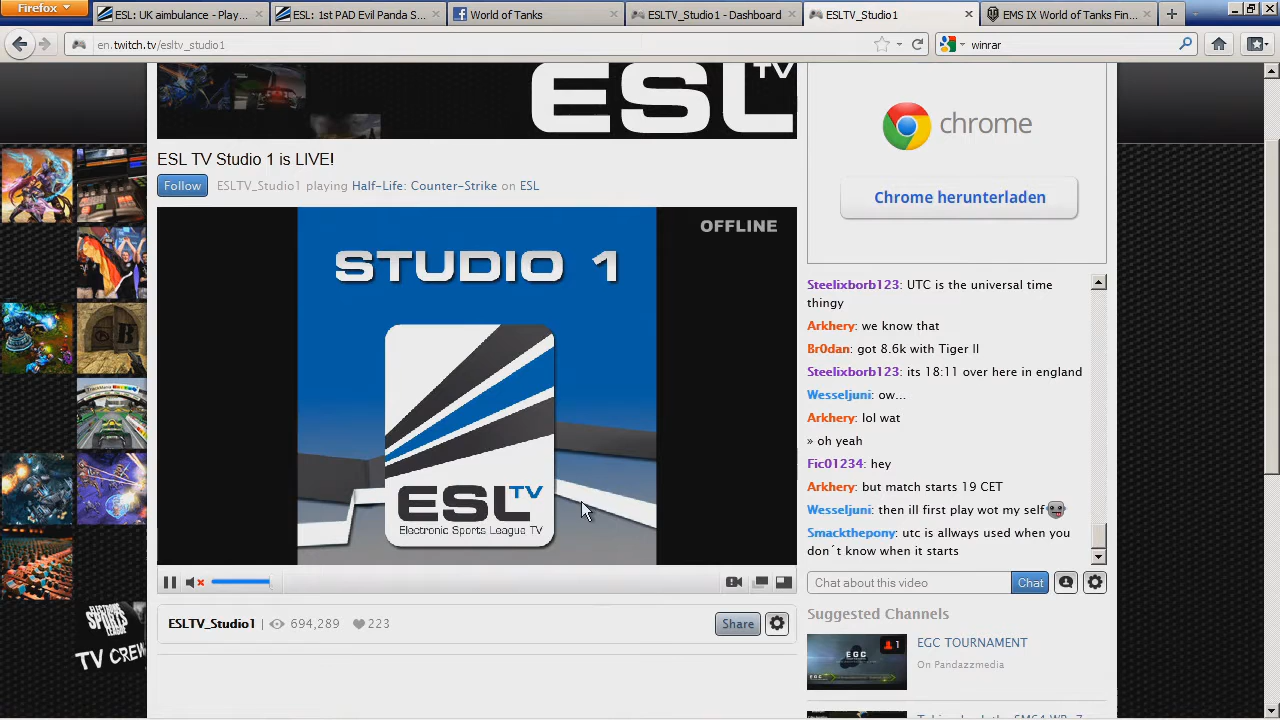 Firefox
ESL: UK aimbulance - Play...
ESL: 1st PAD Evil Panda S...
World of Tanks
ESLTV_Studio1 - Dashboard
ESLTV_Studio1
EMS IX World of Tanks Fin...
en.twitch.tv/esltv_studio1
winrar
ESL TV
ESL TV Studio 1 is LIVE!
Follow
ESLTV_Studio1 playing Half-Life: Counter-Strike on ESL
OFFLINE
STUDIO 1
ESL TV
Electronic Sports League TV
ESLTV_Studio1
694,289
223
Share
ELECTRONIC
SPORTS
LEAGUE
TV CREW
chrome
Chrome herunterladen
Steelixborb123: UTC is the universal time
thingy
Arkhery: we know that
Br0dan: got 8.6k with Tiger II
Steelixborb123: its 18:11 over here in england
Wesseljuni: ow...
Arkhery: lol wat
» oh yeah
Fic01234: hey
Arkhery: but match starts 19 CET
Wesseljuni: then ill first play wot my self
Smackthepony: utc is allways used when you
don´t know when it starts
Chat about this video
Chat
Suggested Channels
EGC
1
EGC TOURNAMENT
On Pandazzmedia